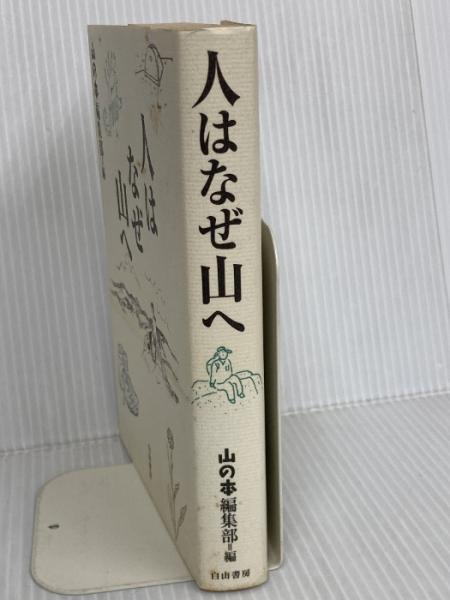 人はなぜ山へ
山の本編集部＝編
白山書房
人は
なぜ
山へ